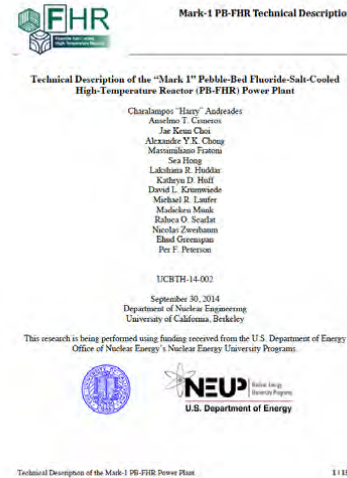 FHR
Mark-1 PB-FHR Technical Descriptio
Technical Description of the “Mark 1” Pebble-Bed Fluoride-Salt-Cooled
High-Temperature Reactor (PB-FHR) Power Plant
Charalampos “Harry” Andreades
Anselmo T. Cisneros
Jae Keun Choi
Alexandre Y.K. Chong
Massimiliano Fratoni
Sea Hong
Lakshana R. Huddar
Kathryn D. Huff
David L. Krumwiede
Michael R. Laufer
Madicken Munk
Raluca O. Scarlat
Nicolas Zweibaum
Ehud Greenspan
Per F. Peterson
UCBTH-14-002
September 30, 2014
Department of Nuclear Engineering
University of California, Berkeley
This research is being performed using funding received from the U.S. Department of Energy
Office of Nuclear Energy’s Nuclear Energy University Programs.
NEUP
Nuclear Energy
University Programs
U.S. Department of Energy
Technical Description of the Mark-1 PB-FHR Power Plant